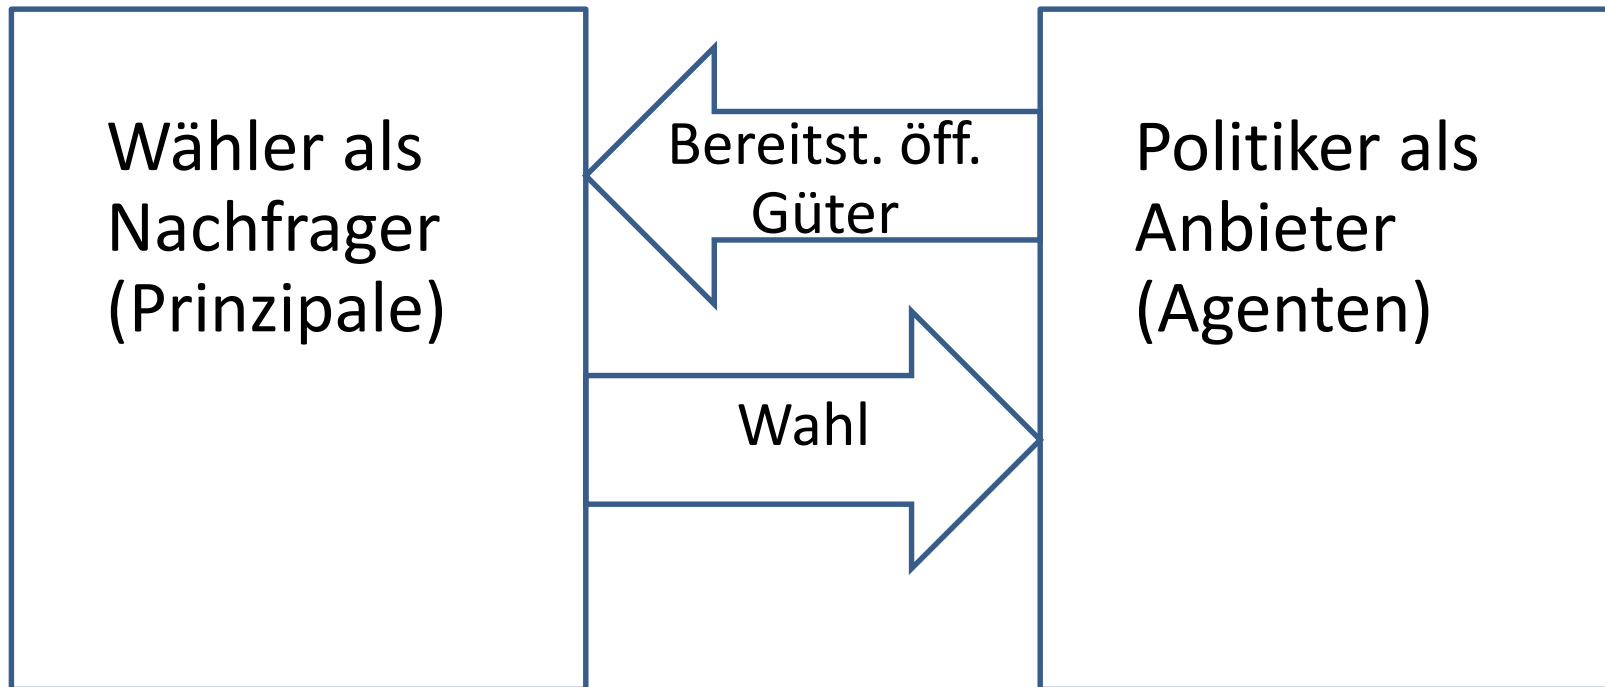 Wähler als
Nachfrager
(Prinzipale)
Bereitst. öff.
Güter
Wahl
Politiker als
Anbieter
(Agenten)